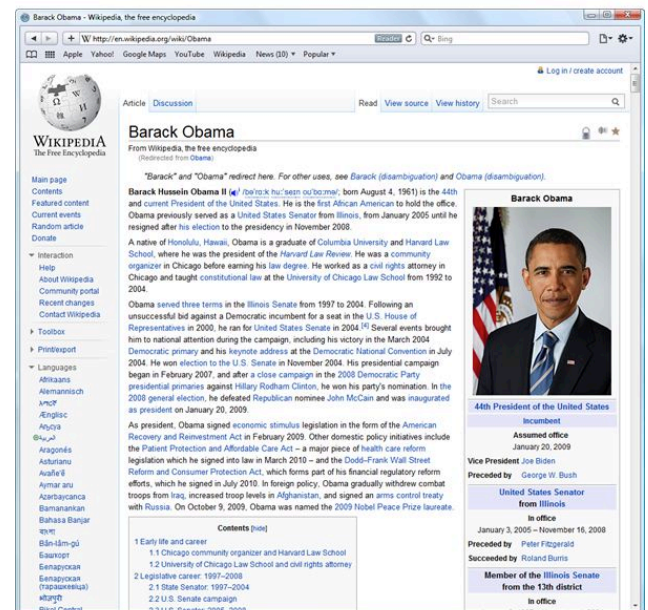 Barack Obama - Wikipedia, the free encyclopedia
W http://en.wikipedia.org/wiki/Obama
Reader
Bing
Apple Yahoo! Google Maps YouTube Wikipedia News (10) Popular
Log in / create account
Article Discussion
Read View source View history
Search
WIKIPEDIA
The Free Encyclopedia
Main page
Contents
Featured content
Current events
Random article
Donate
Interaction
Help
About Wikipedia
Community portal
Recent changes
Contact Wikipedia
Toolbox
Print/export
Languages
Afrikaans
Alemannisch
አማርኛ
Ænglisc
Аҧсуа
العربية
Aragonés
Asturianu
Avañe'ẽ
Aymar aru
Azərbaycanca
Bamanankan
Bahasa Banjar
বাংলা
Bân-lâm-gú
Башҡорт
Беларуская
Беларуская
(тарашкевіца)
भोजपुरी
Bikol Central
Barack Obama
From Wikipedia, the free encyclopedia
(Redirected from Obama)
"Barack" and "Obama" redirect here. For other uses, see Barack (disambiguation) and Obama (disambiguation).
Barack Hussein Obama II (
born August 4, 1961) is the 44th
and current President of the United States. He is the first African American to hold the office.
Obama previously served as a United States Senator from Illinois, from January 2005 until he
resigned after his election to the presidency in November 2008.
A native of Honolulu, Hawaii, Obama is a graduate of Columbia University and Harvard Law
School, where he was the president of the Harvard Law Review. He was a community
organizer in Chicago before earning his law degree. He worked as a civil rights attorney in
Chicago and taught constitutional law at the University of Chicago Law School from 1992 to
2004.
Obama served three terms in the Illinois Senate from 1997 to 2004. Following an
unsuccessful bid against a Democratic incumbent for a seat in the U.S. House of
Representatives in 2000, he ran for United States Senate in 2004.[4] Several events brought
him to national attention during the campaign, including his victory in the March 2004
Democratic primary and his keynote address at the Democratic National Convention in July
2004. He won election to the U.S. Senate in November 2004. His presidential campaign
began in February 2007, and after a close campaign in the 2008 Democratic Party
presidential primaries against Hillary Rodham Clinton, he won his party's nomination. In the
2008 general election, he defeated Republican nominee John McCain and was inaugurated
as president on January 20, 2009.
As president, Obama signed economic stimulus legislation in the form of the American
Recovery and Reinvestment Act in February 2009. Other domestic policy initiatives include
the Patient Protection and Affordable Care Act – a major piece of health care reform
legislation which he signed into law in March 2010 – and the Dodd–Frank Wall Street
Reform and Consumer Protection Act, which forms part of his financial regulatory reform
efforts, which he signed in July 2010. In foreign policy, Obama gradually withdrew combat
troops from Iraq, increased troop levels in Afghanistan, and signed an arms control treaty
with Russia. On October 9, 2009, Obama was named the 2009 Nobel Peace Prize laureate.
Contents [hide]
1 Early life and career
1.1 Chicago community organizer and Harvard Law School
1.2 University of Chicago Law School and civil rights attorney
2 Legislative career: 1997–2004
2.1 State Senator: 1997–2004
2.2 U.S. Senate campaign
2.3 U.S. Senator: 2005–2008
Barack Obama
44th President of the United States
Incumbent
Assumed office
January 20, 2009
Vice President Joe Biden
Preceded by George W. Bush
United States Senator
from Illinois
In office
January 3, 2005 – November 16, 2008
Preceded by Peter Fitzgerald
Succeeded by Roland Burris
Member of the Illinois Senate
from the 13th district
In office